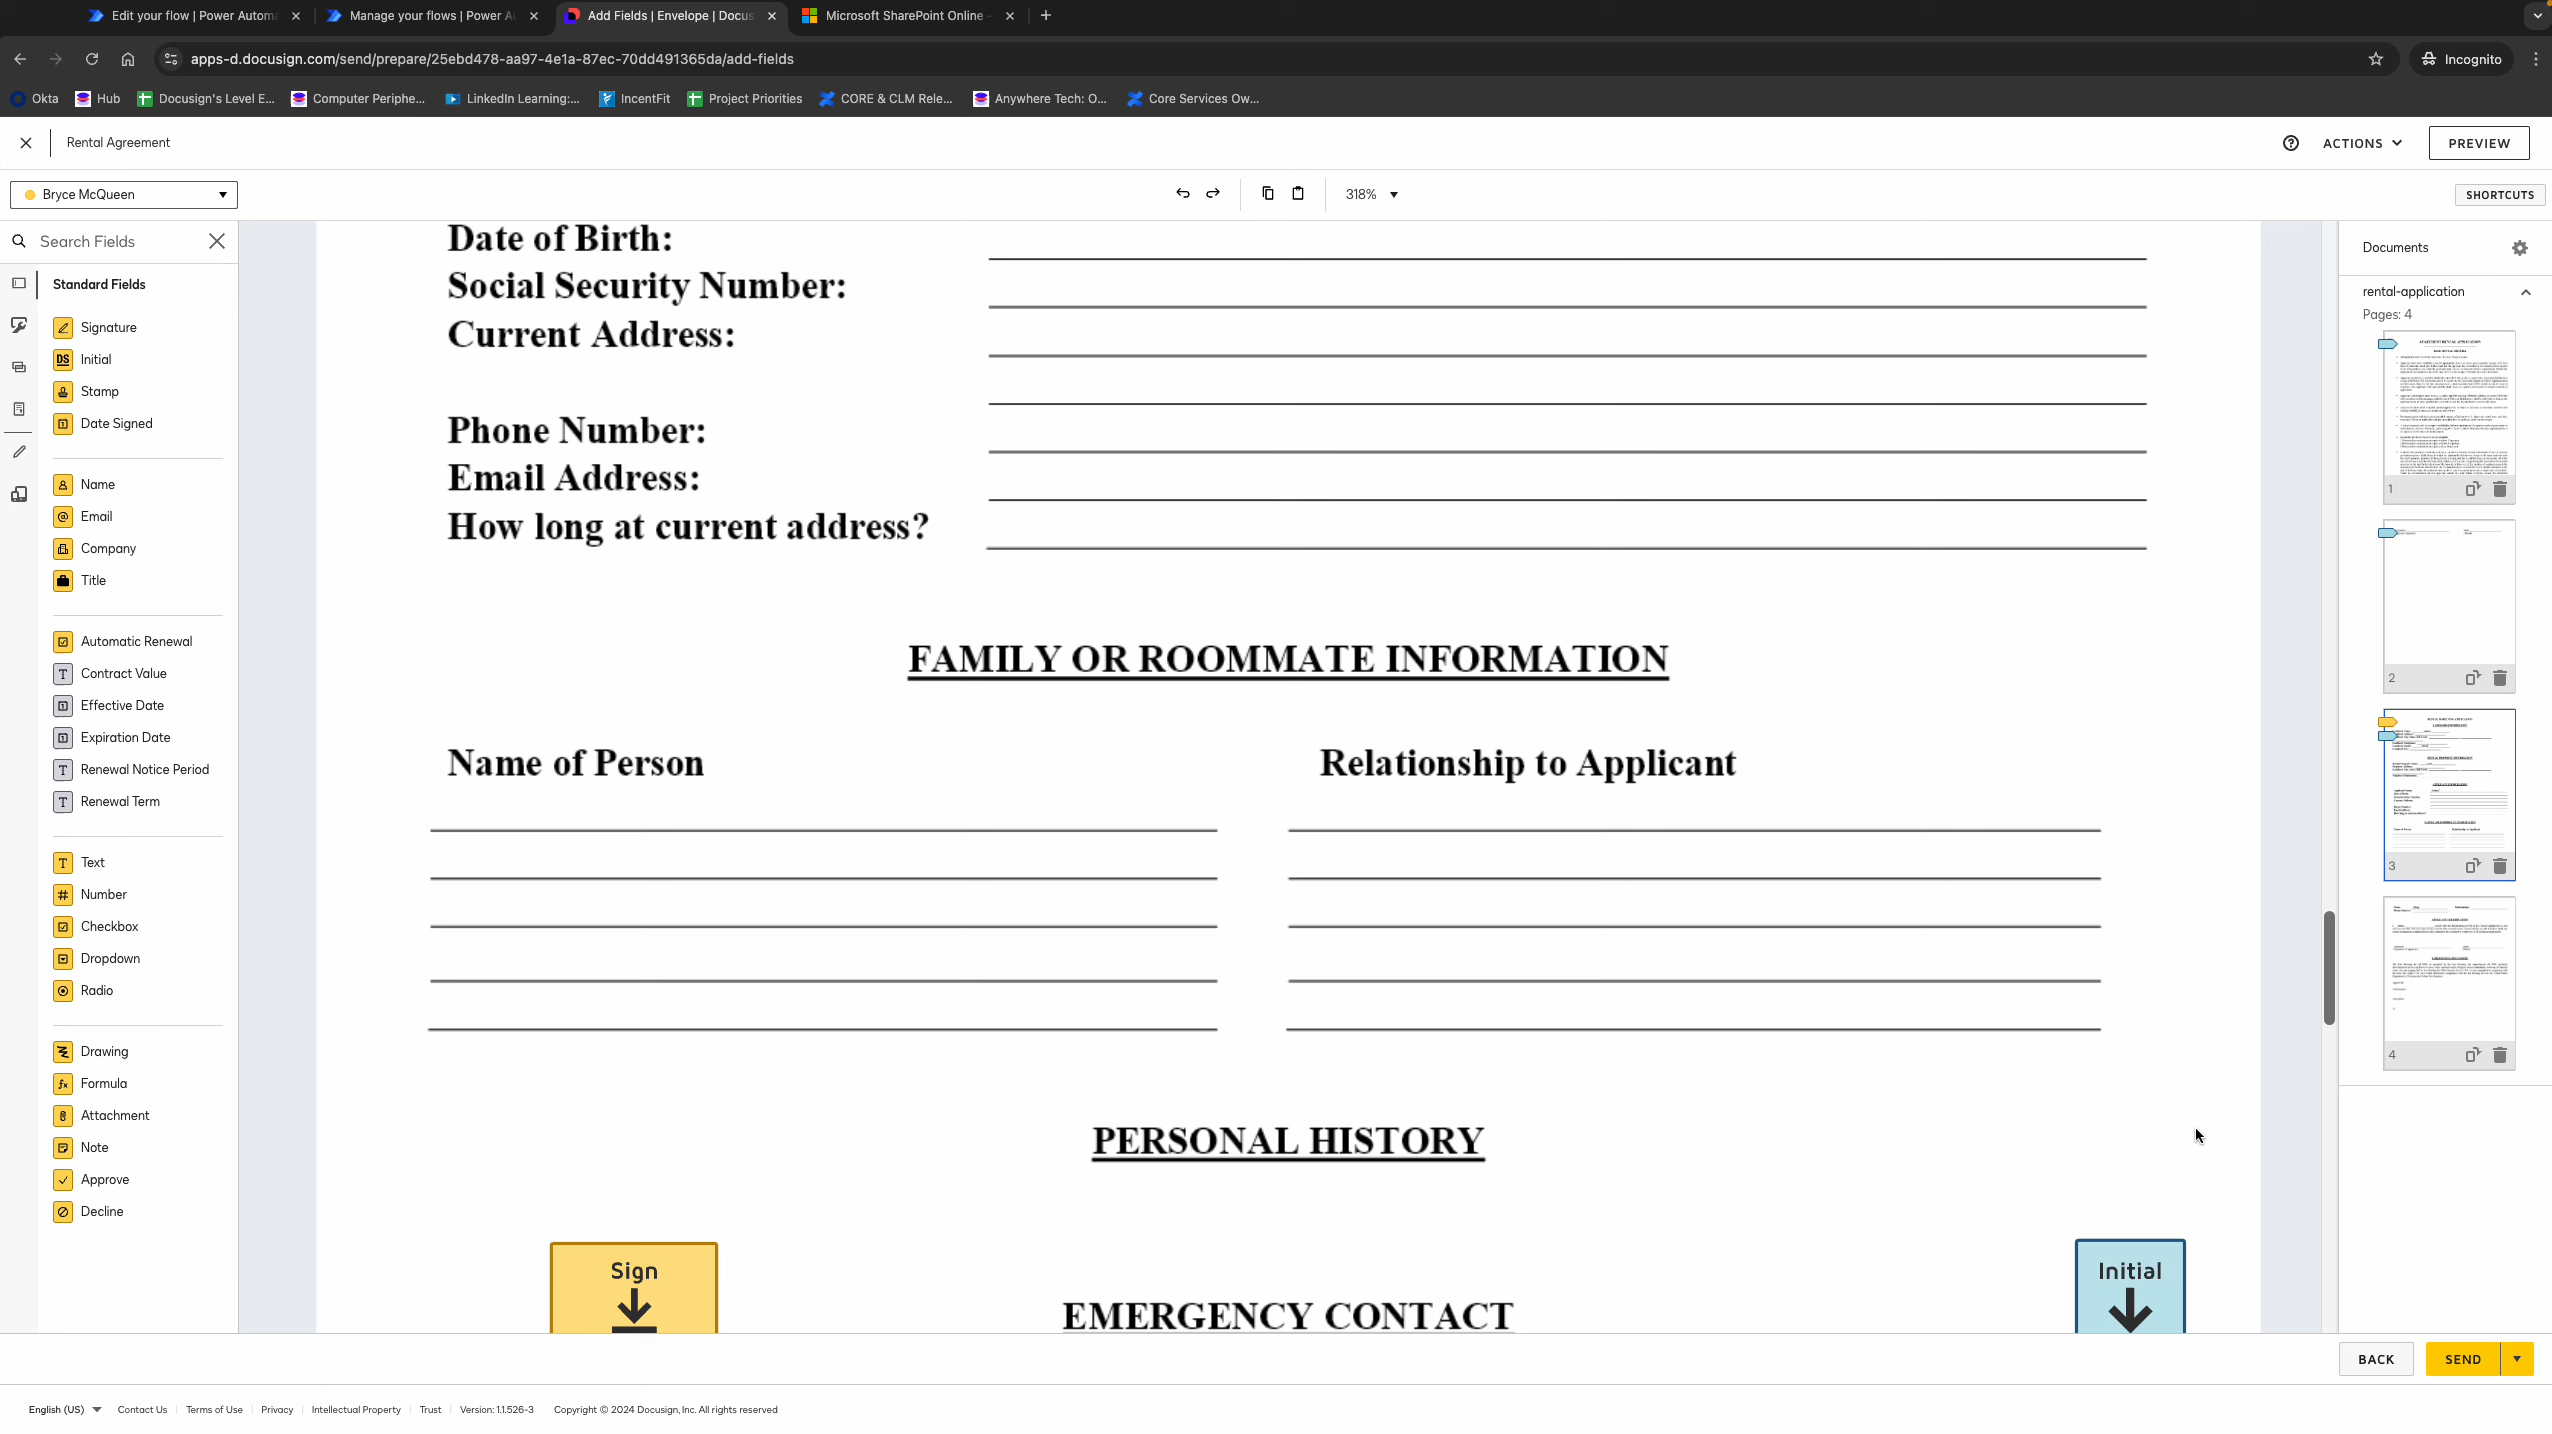 Edit your flow | Power Autom
Manage your flows | Power A
Add Fields | Envelope | Docus
Microsoft SharePoint Online -
apps-d.docusign.com/send/prepare/25ebd478-aa97-4e1a-87ec-70dd491365da/add-fields
Incognito
Okta
Hub
Docusign's Level E...
Computer Periphe...
LinkedIn Learning:...
IncentFit
Project Priorities
CORE & CLM Rele...
Anywhere Tech: O...
Core Services Ow...
Rental Agreement
ACTIONS
PREVIEW
Bryce McQueen
318%
SHORTCUTS
Search Fields
Standard Fields
Signature
DS Initial
Stamp
Date Signed
Name
Email
Company
Title
Automatic Renewal
Contract Value
Effective Date
Expiration Date
Renewal Notice Period
Renewal Term
Text
Number
Checkbox
Dropdown
Radio
Drawing
Formula
Attachment
Note
Approve
Decline
Date of Birth:
Social Security Number:
Current Address:
Phone Number:
Email Address:
How long at current address?
FAMILY OR ROOMMATE INFORMATION
Name of Person
Relationship to Applicant
PERSONAL HISTORY
Sign
Initial
EMERGENCY CONTACT
Documents
rental-application
Pages: 4
1
2
3
4
BACK
SEND
English (US)
Contact Us
Terms of Use
Privacy
Intellectual Property
Trust
Version: 1.1.526-3
Copyright © 2024 Docusign, Inc. All rights reserved